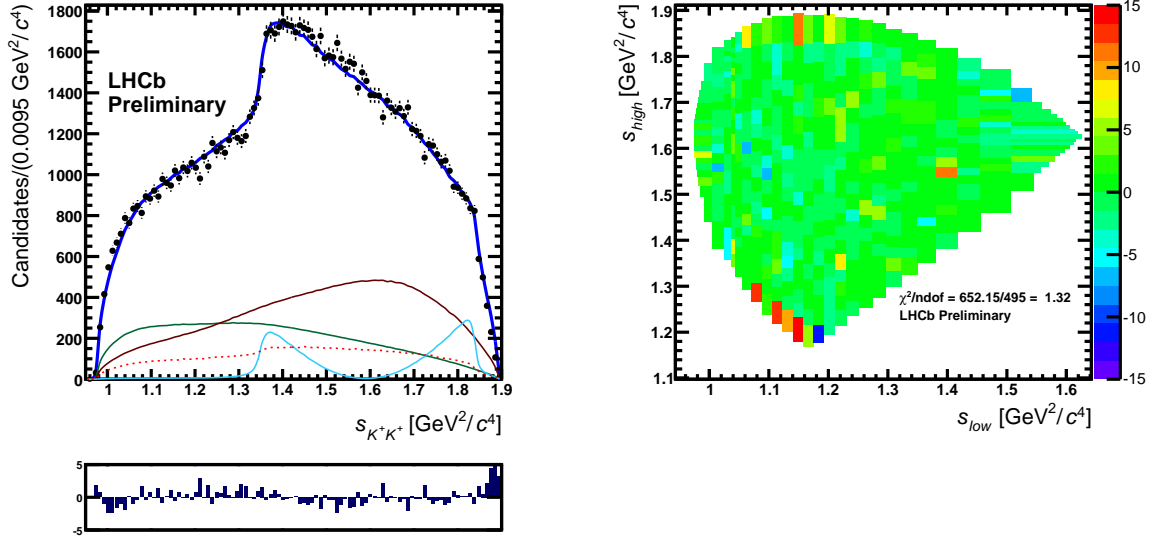 Candidates/(0.0095 GeV²/c⁴)
1800
1600
1400
1200
1000
800
600
400
200
0
LHCb
Preliminary
1 1.1 1.2 1.3 1.4 1.5 1.6 1.7 1.8 1.9
s_{K⁺K⁺} [GeV²/c⁴]
5
0
-5
s_{high} [GeV²/c⁴]
1.9
1.8
1.7
1.6
1.5
1.4
1.3
1.2
1.1
χ²/ndof = 652.15/495 = 1.32
LHCb Preliminary
1 1.1 1.2 1.3 1.4 1.5 1.6
s_{low} [GeV²/c⁴]
15
10
5
0
-5
-10
-15